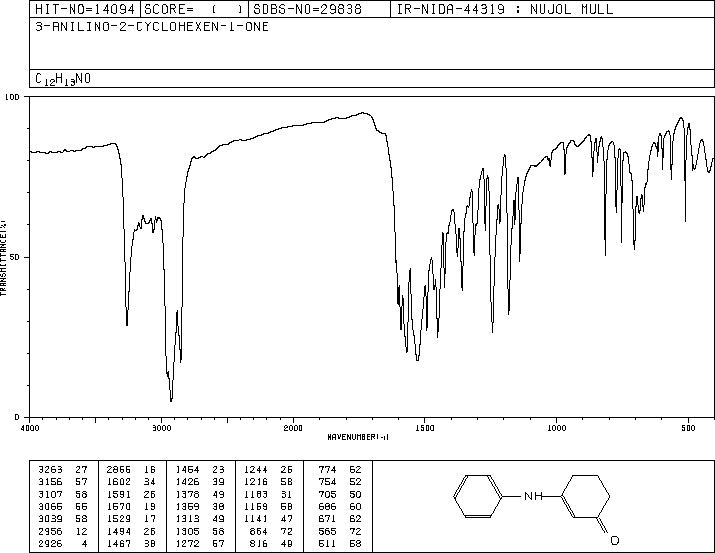 HIT-NO=14094 SCORE= ( ) SDBS-NO=29838 IR-NIDA-44319 : NUJOL MULL
3-ANILINO-2-CYCLOHEXEN-1-ONE
C12H13NO
100
50
0
TRANSMITTANCE(%)
4000 3000 2000 1500 1000 500
WAVENUMBER(-1)
3263 27 2866 16 1454 23 1244 26 774 62
3156 57 1602 34 1426 39 1216 58 754 52
3107 58 1591 26 1378 49 1183 31 705 50
3066 55 1570 19 1359 38 1159 58 686 60
3039 58 1529 17 1313 49 1141 47 671 62
2956 12 1494 26 1305 58 864 72 565 72
2926 4 1467 38 1272 57 816 49 511 58
NH
O